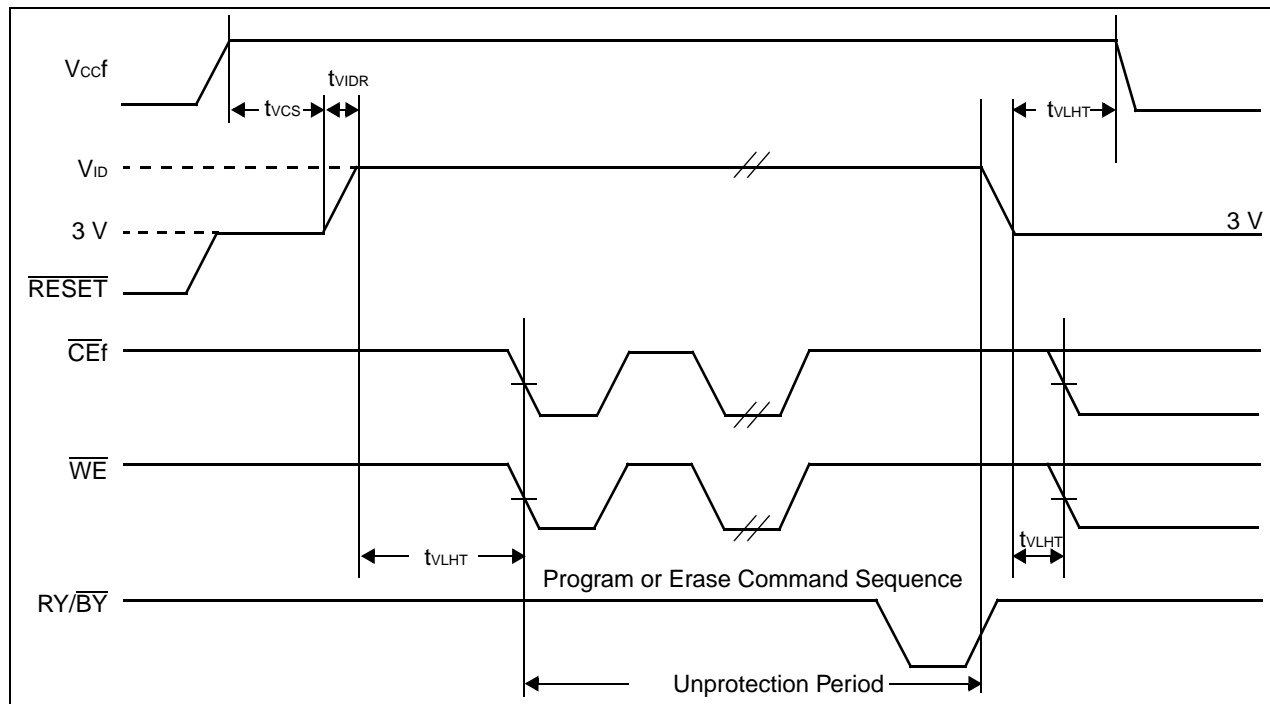 VCCf
tVIDR
tVCS
tVLHT
VID
3 V
3 V
RESET
CEf
WE
tVLHT
tVLHT
Program or Erase Command Sequence
RY/BY
Unprotection Period